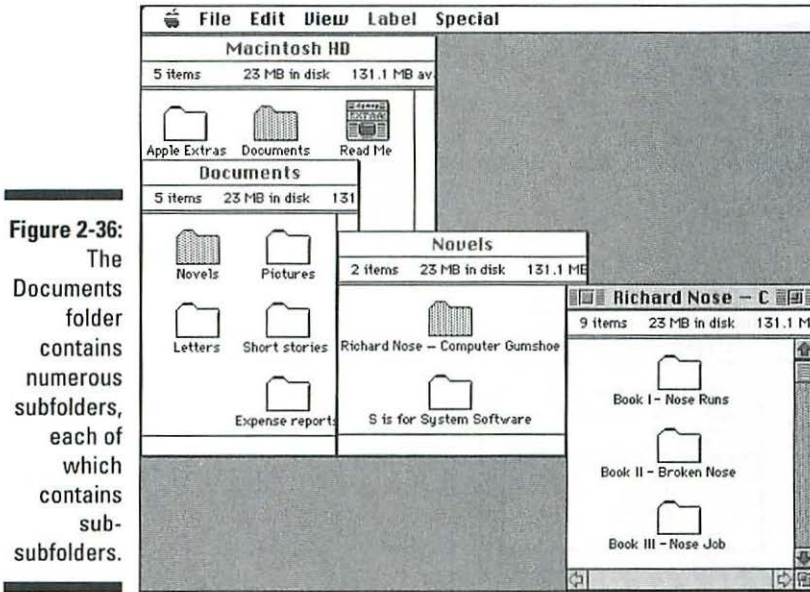 File Edit View Label Special
Macintosh HD
5 items 23 MB in disk 131.1 MB av
EXTRA
Apple Extras Documents Read Me
Documents
5 items 23 MB in disk 131
Novels Pictures
Letters Short stories
Expense reports
Novels
2 items 23 MB in disk 131.1 ME
Richard Nose – Computer Gumshoe
S is for System Software
Richard Nose – C
9 items 23 MB in disk 131.1 M
Book I – Nose Runs
Book II – Broken Nose
Book III – Nose Job
Figure 2-36:
The
Documents
folder
contains
numerous
subfolders,
each of
which
contains
sub-
subfolders.